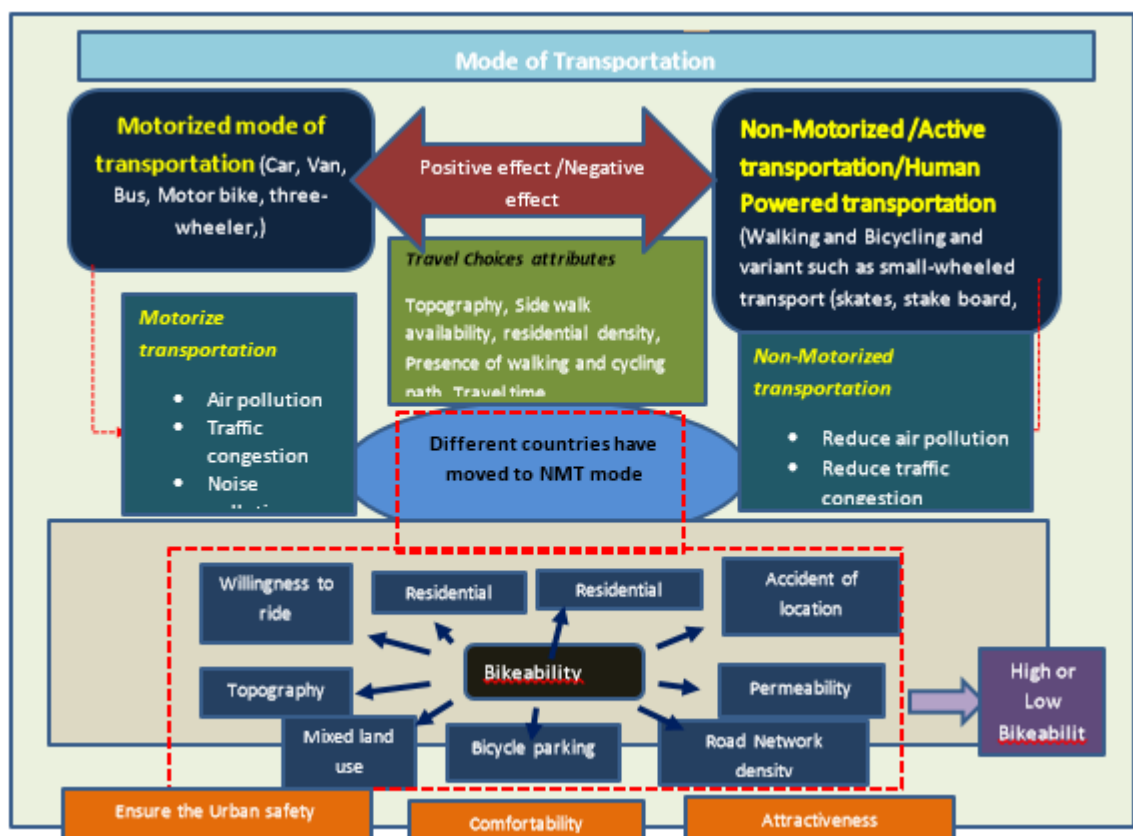 Mode of Transportation
Motorized mode of
transportation (Car, Van,
Bus, Motor bike, three-
wheeler,)
Positive effect /Negative
effect
Non-Motorized /Active
transportation/Human
Powered transportation
(Walking and Bicycling and
variant such as small-wheeled
transport (skates, stake board,
Travel Choices attributes
Topography, Side walk
availability, residential density,
Presence of walking and cycling
path, Travel time
Motorize
transportation
• Air pollution
• Traffic
congestion
• Noise
Non-Motorized
transportation
• Reduce air pollution
• Reduce traffic
congestion
Different countries have
moved to NMT mode
Willingness to
ride
Residential
Residential
Accident of
location
Bikeability
Topography
Permeability
Mixed land
use
Bicycle parking
Road Network
density
High or
Low
Bikeabilit
Ensure the Urban safety
Comfortability
Attractiveness